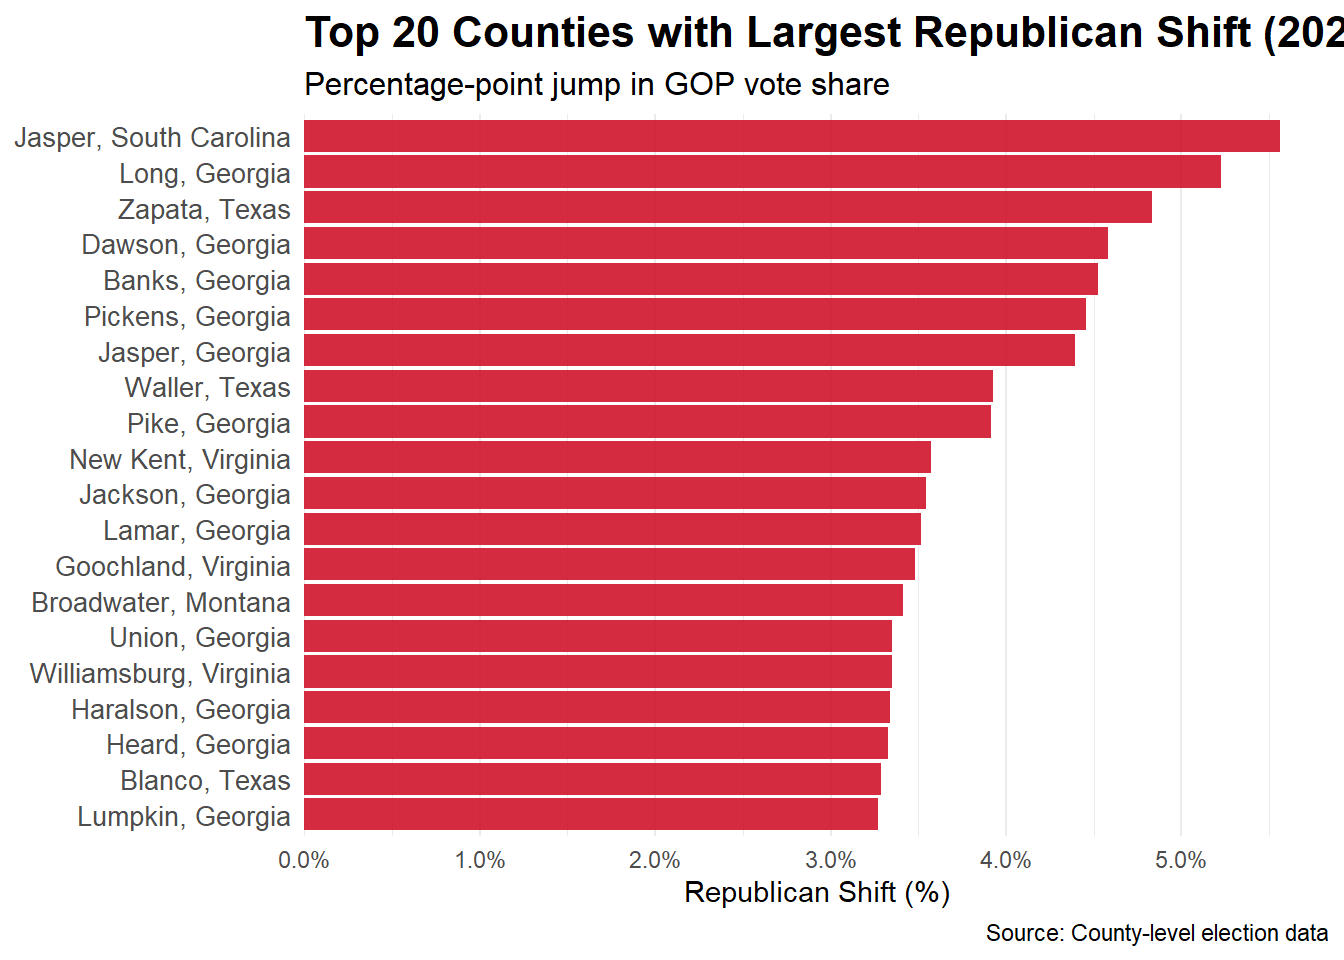 Top 20 Counties with Largest Republican Shift (202
Percentage-point jump in GOP vote share
Jasper, South Carolina
Long, Georgia
Zapata, Texas
Dawson, Georgia
Banks, Georgia
Pickens, Georgia
Jasper, Georgia
Waller, Texas
Pike, Georgia
New Kent, Virginia
Jackson, Georgia
Lamar, Georgia
Goochland, Virginia
Broadwater, Montana
Union, Georgia
Williamsburg, Virginia
Haralson, Georgia
Heard, Georgia
Blanco, Texas
Lumpkin, Georgia
0.0% 1.0% 2.0% 3.0% 4.0% 5.0%
Republican Shift (%)
Source: County-level election data